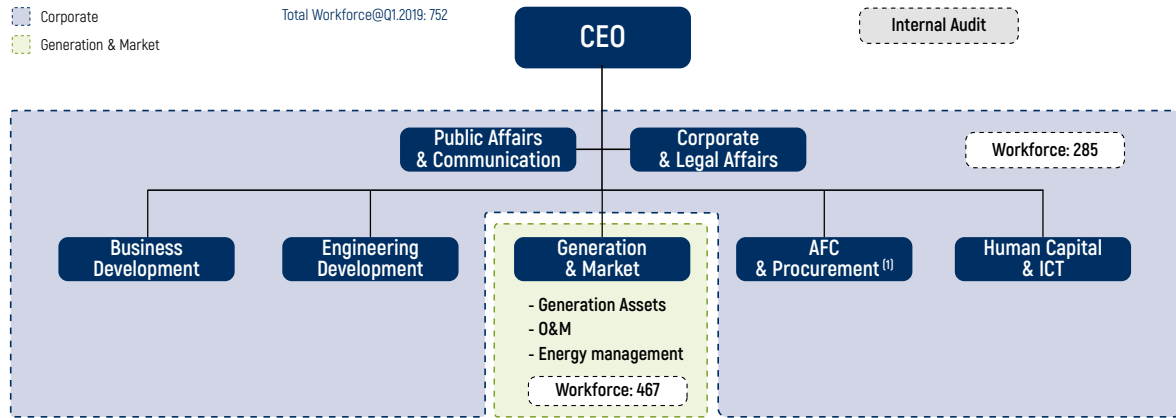 Corporate
Total Workforce@Q1.2019: 752
Generation & Market
CEO
Internal Audit
Public Affairs
& Communication
Corporate
& Legal Affairs
Workforce: 285
Business
Development
Engineering
Development
Generation
& Market
AFC
& Procurement (1)
Human Capital
& ICT
- Generation Assets
- O&M
- Energy management
Workforce: 467